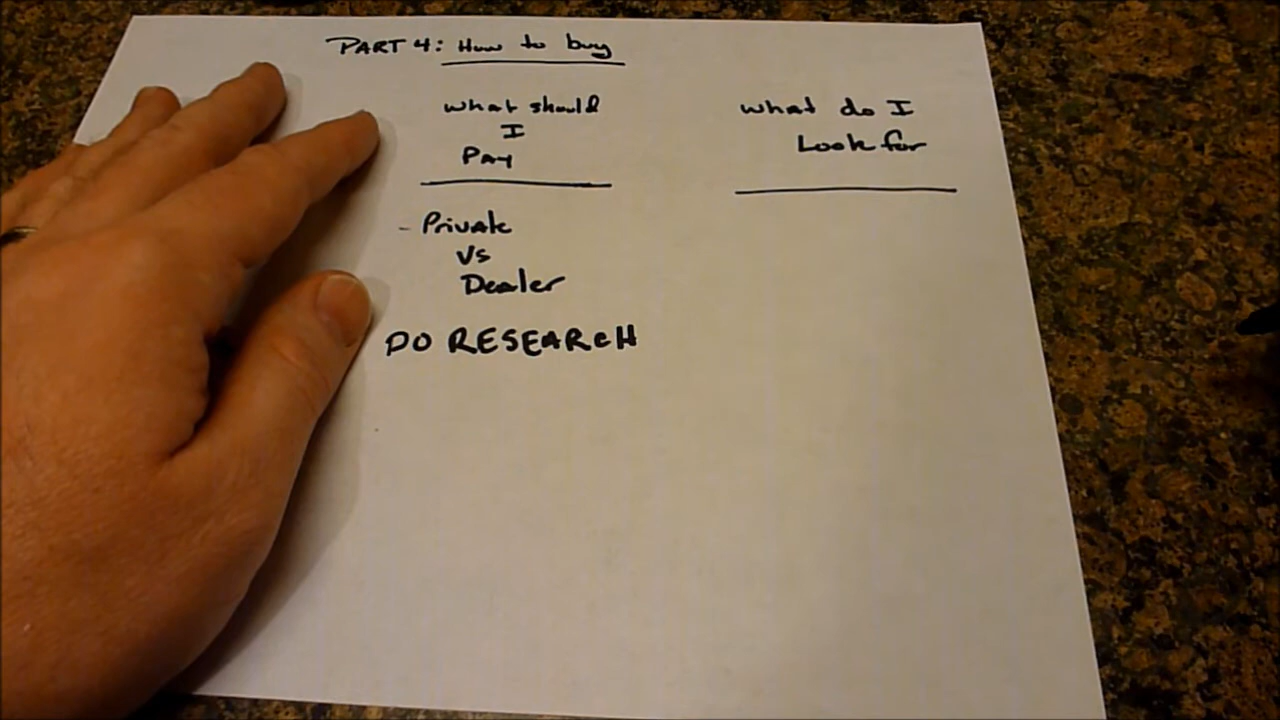 PART 4: How to buy
what should
I
Pay
- Private
Vs
Dealer
DO RESEARCH
what do I
Look for